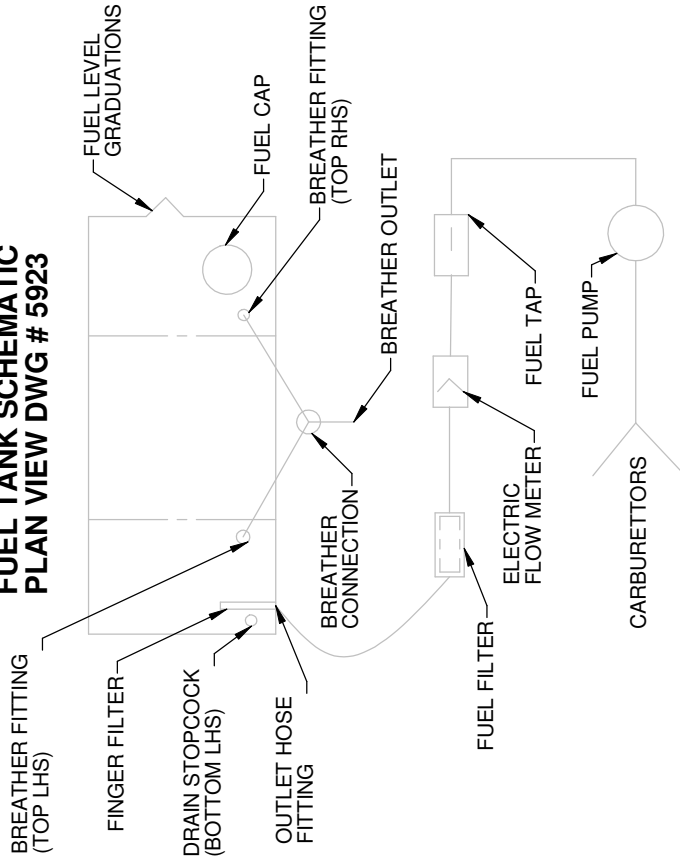 FUEL TANK SCHEMATIC
PLAN VIEW DWG # 5923
BREATHER FITTING
(TOP LHS)
FINGER FILTER
DRAIN STOPCOCK
(BOTTOM LHS)
OUTLET HOSE
FITTING
BREATHER
CONNECTION
BREATHER OUTLET
BREATHER FITTING
(TOP RHS)
FUEL CAP
FUEL LEVEL
GRADUATIONS
FUEL FILTER
ELECTRIC
FLOW METER
FUEL TAP
FUEL PUMP
CARBURETTORS